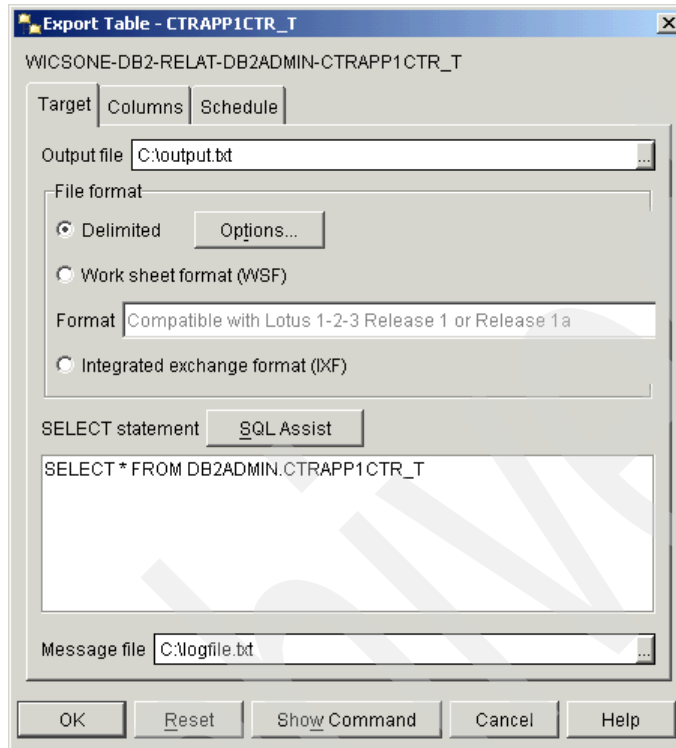 Export Table - CTRAPP1CTR_T
WICSONE-DB2-RELAT-DB2ADMIN-CTRAPP1CTR_T
Target Columns Schedule
Output file C:\output.txt ...
File format
Delimited Options...
Work sheet format (WSF)
Format Compatible with Lotus 1-2-3 Release 1 or Release 1a
Integrated exchange format (IXF)
SELECT statement SQL Assist
SELECT * FROM DB2ADMIN.CTRAPP1CTR_T
Message file C:\logfile.txt ...
OK Reset Show Command Cancel Help